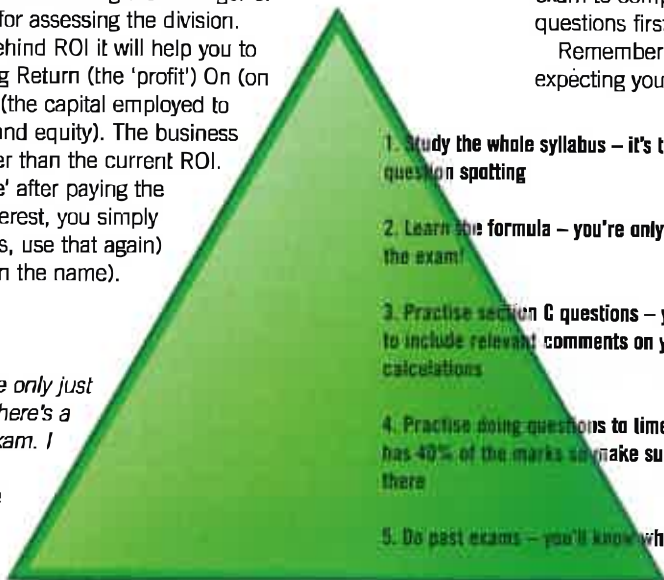 for assessing the division.
ehind ROI it will help you to
g Return (the 'profit') On (on
(the capital employed to
and equity). The business
er than the current ROI.
e' after paying the
erest, you simply
s, use that again)
n the name).
e only just
here's a
xam. I
questions firs
Remember
expecting you
1. Study the whole syllabus – it's t
question spotting
2. Learn the formula – you're only
the exam!
3. Practise section C questions – y
to include relevant comments on y
calculations
4. Practise doing questions to time
has 40% of the marks so make su
there
5. Do past exams – you'll know wh